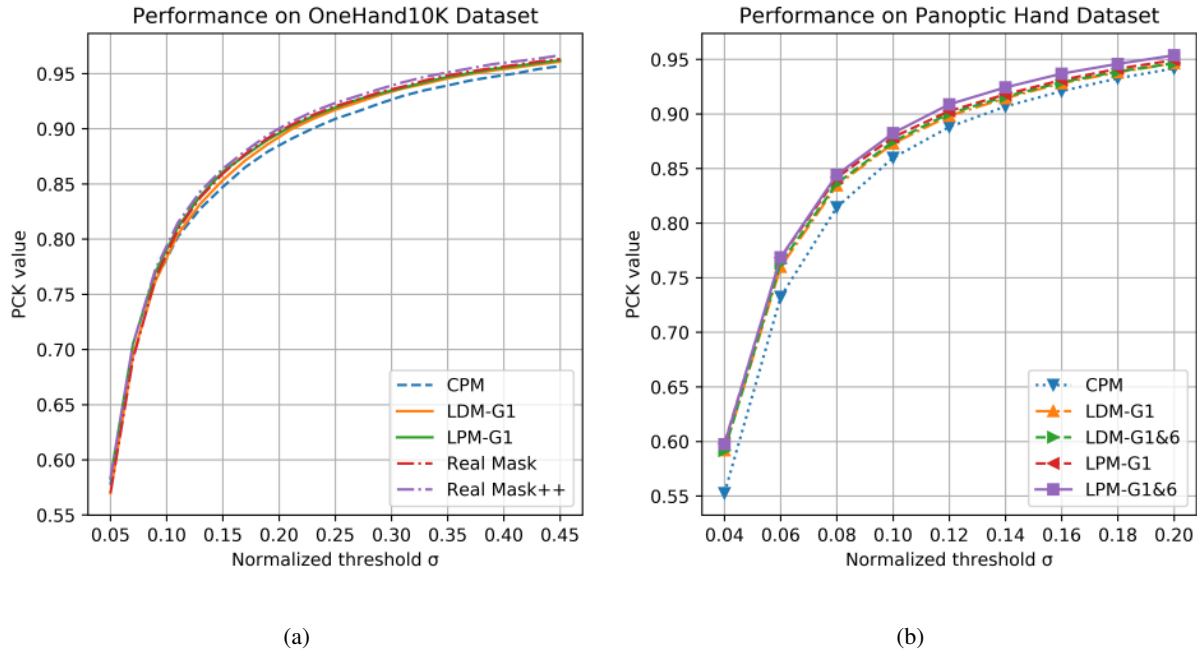 Performance on OneHand10K Dataset
PCK value
0.95
0.90
0.85
0.80
0.75
0.70
0.65
0.60
0.55
CPM
LDM-G1
LPM-G1
Real Mask
Real Mask++
0.05 0.10 0.15 0.20 0.25 0.30 0.35 0.40 0.45
Normalized threshold σ
(a)
Performance on Panoptic Hand Dataset
PCK value
0.95
0.90
0.85
0.80
0.75
0.70
0.65
0.60
0.55
CPM
LDM-G1
LDM-G1&6
LPM-G1
LPM-G1&6
0.04 0.06 0.08 0.10 0.12 0.14 0.16 0.18 0.20
Normalized threshold σ
(b)